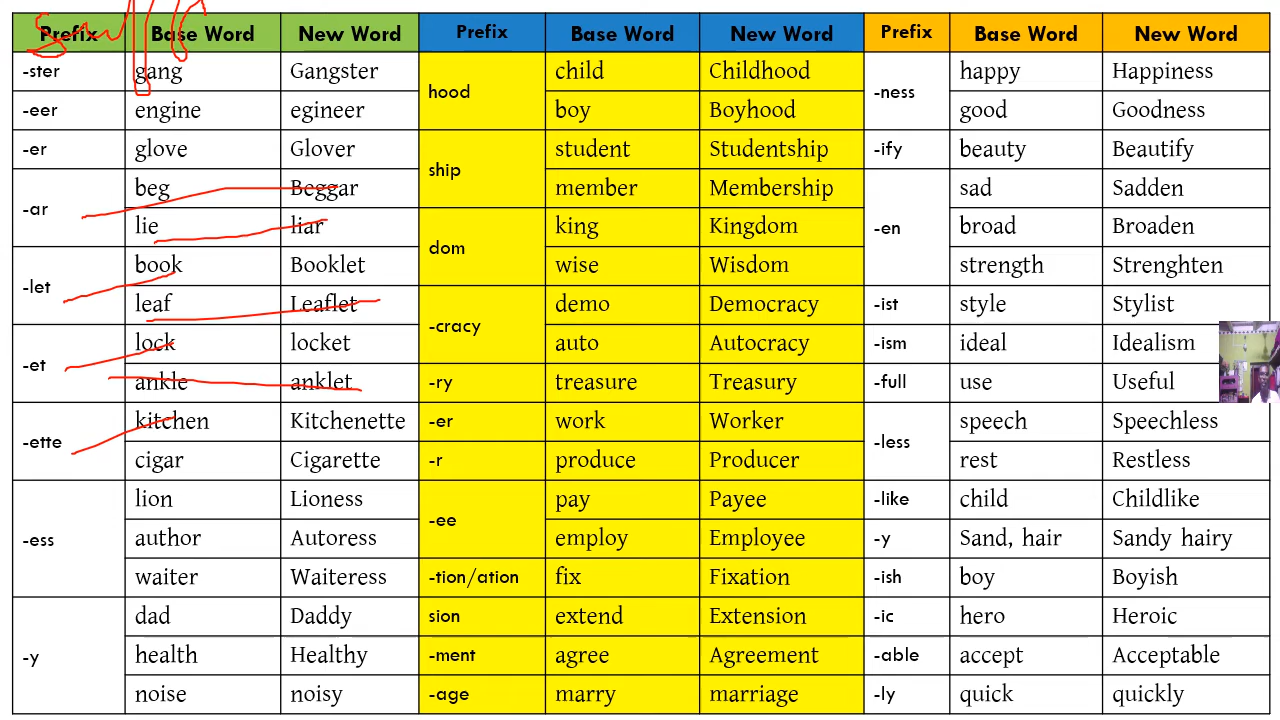 Prefix Base Word New Word Prefix Base Word New Word Prefix Base Word New Word
-ster gang Gangster hood child Childhood -ness happy Happiness
-eer engine egineer boy Boyhood good Goodness
-er glove Glover ship student Studentship -ify beauty Beautify
-ar beg Beggar member Membership -en sad Sadden
lie liar dom king Kingdom broad Broaden
-let book Booklet wise Wisdom strength Strenghten
leaf Leaflet -cracy demo Democracy -ist style Stylist
-et lock locket auto Autocracy -ism ideal Idealism
ankle anklet -ry treasure Treasury -full use Useful
-ette kitchen Kitchenette -er work Worker -less speech Speechless
cigar Cigarette -r produce Producer rest Restless
-ess lion Lioness -ee pay Payee -like child Childlike
author Autoress employ Employee -y Sand, hair Sandy hairy
waiter Waiteress -tion/ation fix Fixation -ish boy Boyish
-y dad Daddy sion extend Extension -ic hero Heroic
health Healthy -ment agree Agreement -able accept Acceptable
noise noisy -age marry marriage -ly quick quickly